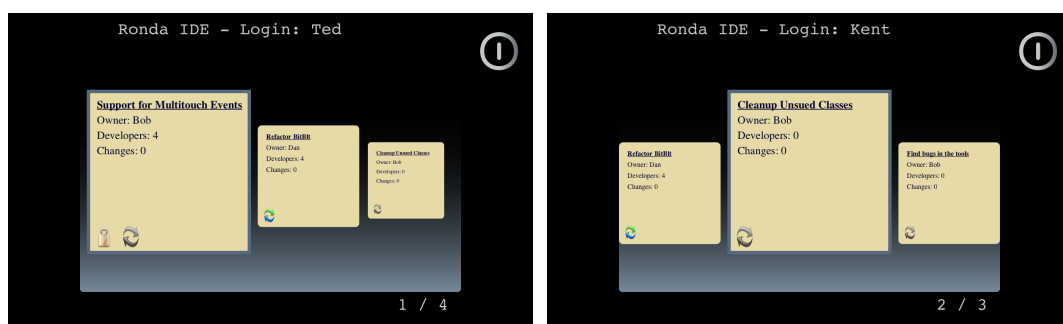 Ronda IDE - Login: Ted
Support for Multitouch Events
Owner: Bob
Developers: 4
Changes: 0
Refactor BitBlt
Owner: Dan
Developers: 4
Changes: 0
Cleanup Unsued Classes
Owner: Bob
Developers: 0
Changes: 0
1 / 4
Ronda IDE - Login: Kent
Refactor BitBlt
Owner: Dan
Developers: 4
Changes: 0
Cleanup Unsued Classes
Owner: Bob
Developers: 0
Changes: 0
Find bugs in the tools
Owner: Bob
Developers: 0
Changes: 0
2 / 3